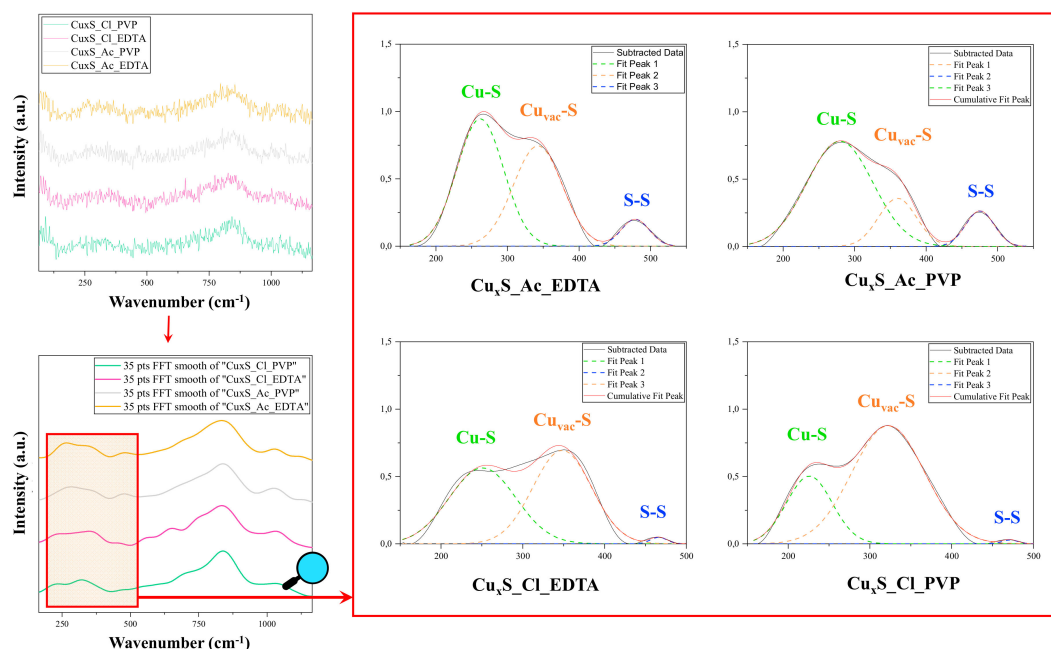 CuxS_Cl_PVP
CuxS_Cl_EDTA
CuxS_Ac_PVP
CuxS_Ac_EDTA
Intensity (a.u.)
250 500 750 1000
Wavenumber (cm⁻¹)
35 pts FFT smooth of "CuxS_Cl_PVP"
35 pts FFT smooth of "CuxS_Cl_EDTA"
35 pts FFT smooth of "CuxS_Ac_PVP"
35 pts FFT smooth of "CuxS_Ac_EDTA"
Intensity (a.u.)
250 500 750 1000
Wavenumber (cm⁻¹)
1,5
1,0
0,5
0,0
Subtracted Data
Fit Peak 1
Fit Peak 2
Fit Peak 3
Cu-S
Cuvac-S
S-S
200 300 400 500
CuxS_Ac_EDTA
1,5
1,0
0,5
0,0
Subtracted Data
Fit Peak 1
Fit Peak 2
Fit Peak 3
Cumulative Fit Peak
Cu-S
Cuvac-S
S-S
200 300 400 500
CuxS_Ac_PVP
1,5
1,0
0,5
0,0
Subtracted Data
Fit Peak 1
Fit Peak 2
Fit Peak 3
Cumulative Fit Peak
Cu-S
Cuvac-S
S-S
200 300 400 500
CuxS_Cl_EDTA
1,5
1,0
0,5
0,0
Subtracted Data
Fit Peak 1
Fit Peak 2
Fit Peak 3
Cumulative Fit Peak
Cu-S
Cuvac-S
S-S
200 300 400 500
CuxS_Cl_PVP